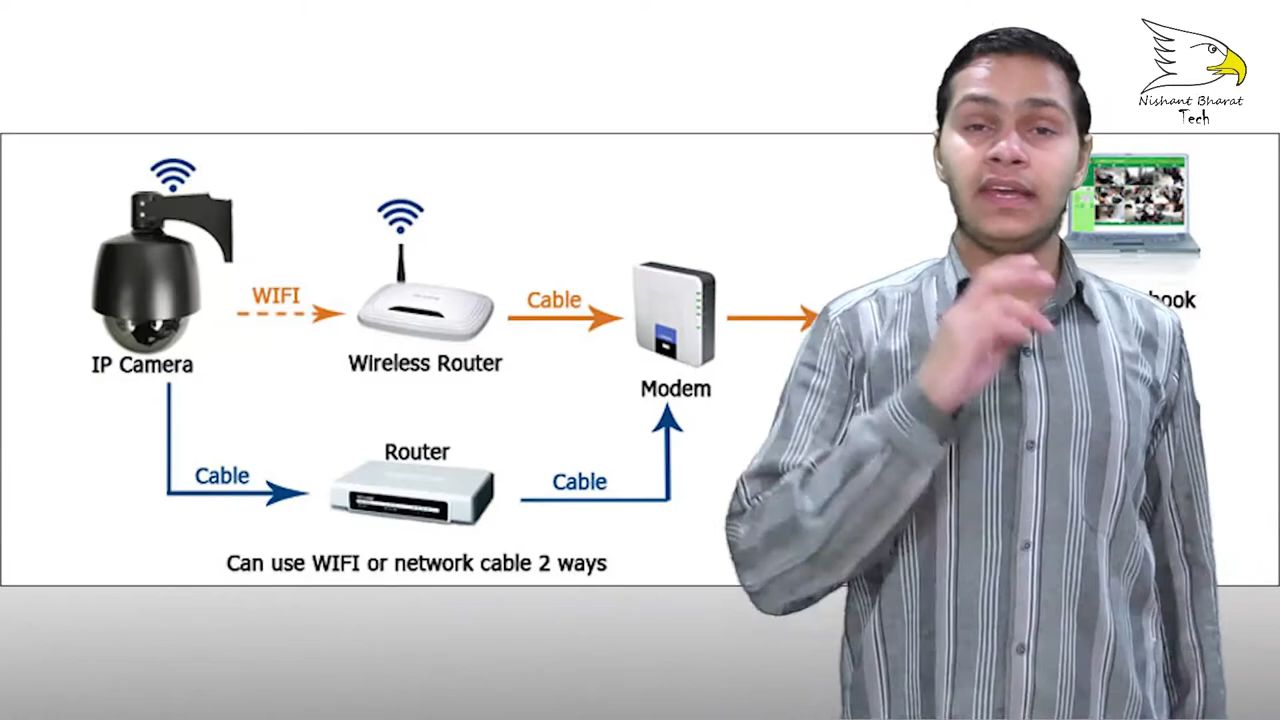 Nishant Bharat
Tech
WIFI
Cable
IP Camera
Wireless Router
Modem
Cable
Router
Cable
Can use WIFI or network cable 2 ways